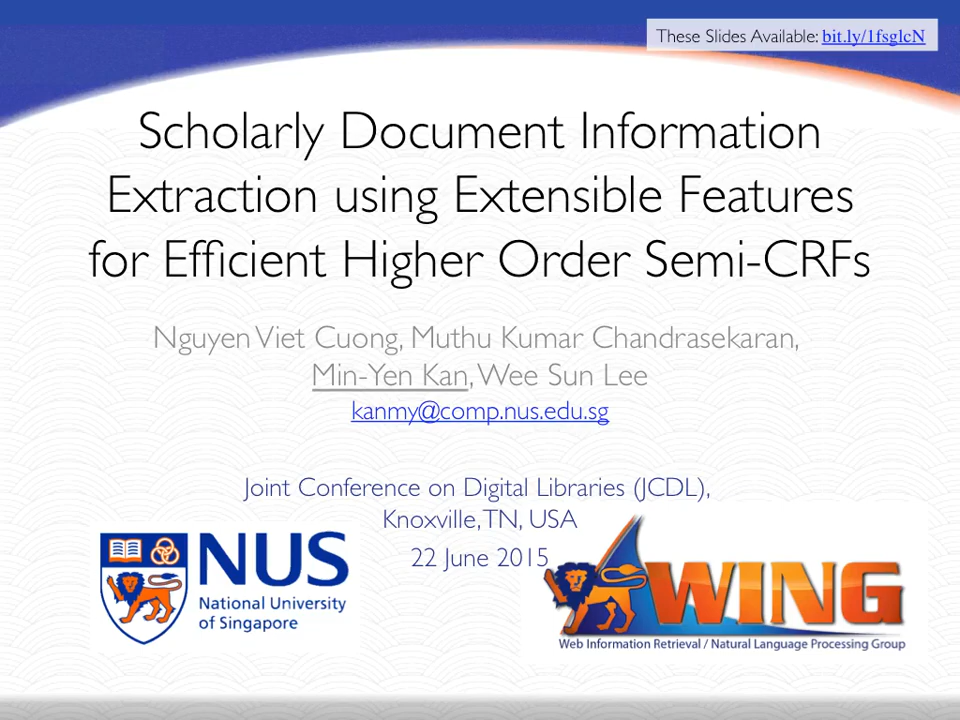 These Slides Available: bit.ly/1fsglcN
Scholarly Document Information
Extraction using Extensible Features
for Efficient Higher Order Semi-CRFs
Nguyen Viet Cuong, Muthu Kumar Chandrasekaran,
Min-Yen Kan, Wee Sun Lee
kanmy@comp.nus.edu.sg
Joint Conference on Digital Libraries (JCDL),
Knoxville, TN, USA
22 June 2015
NUS
National University
of Singapore
WING
Web Information Retrieval / Natural Language Processing Group